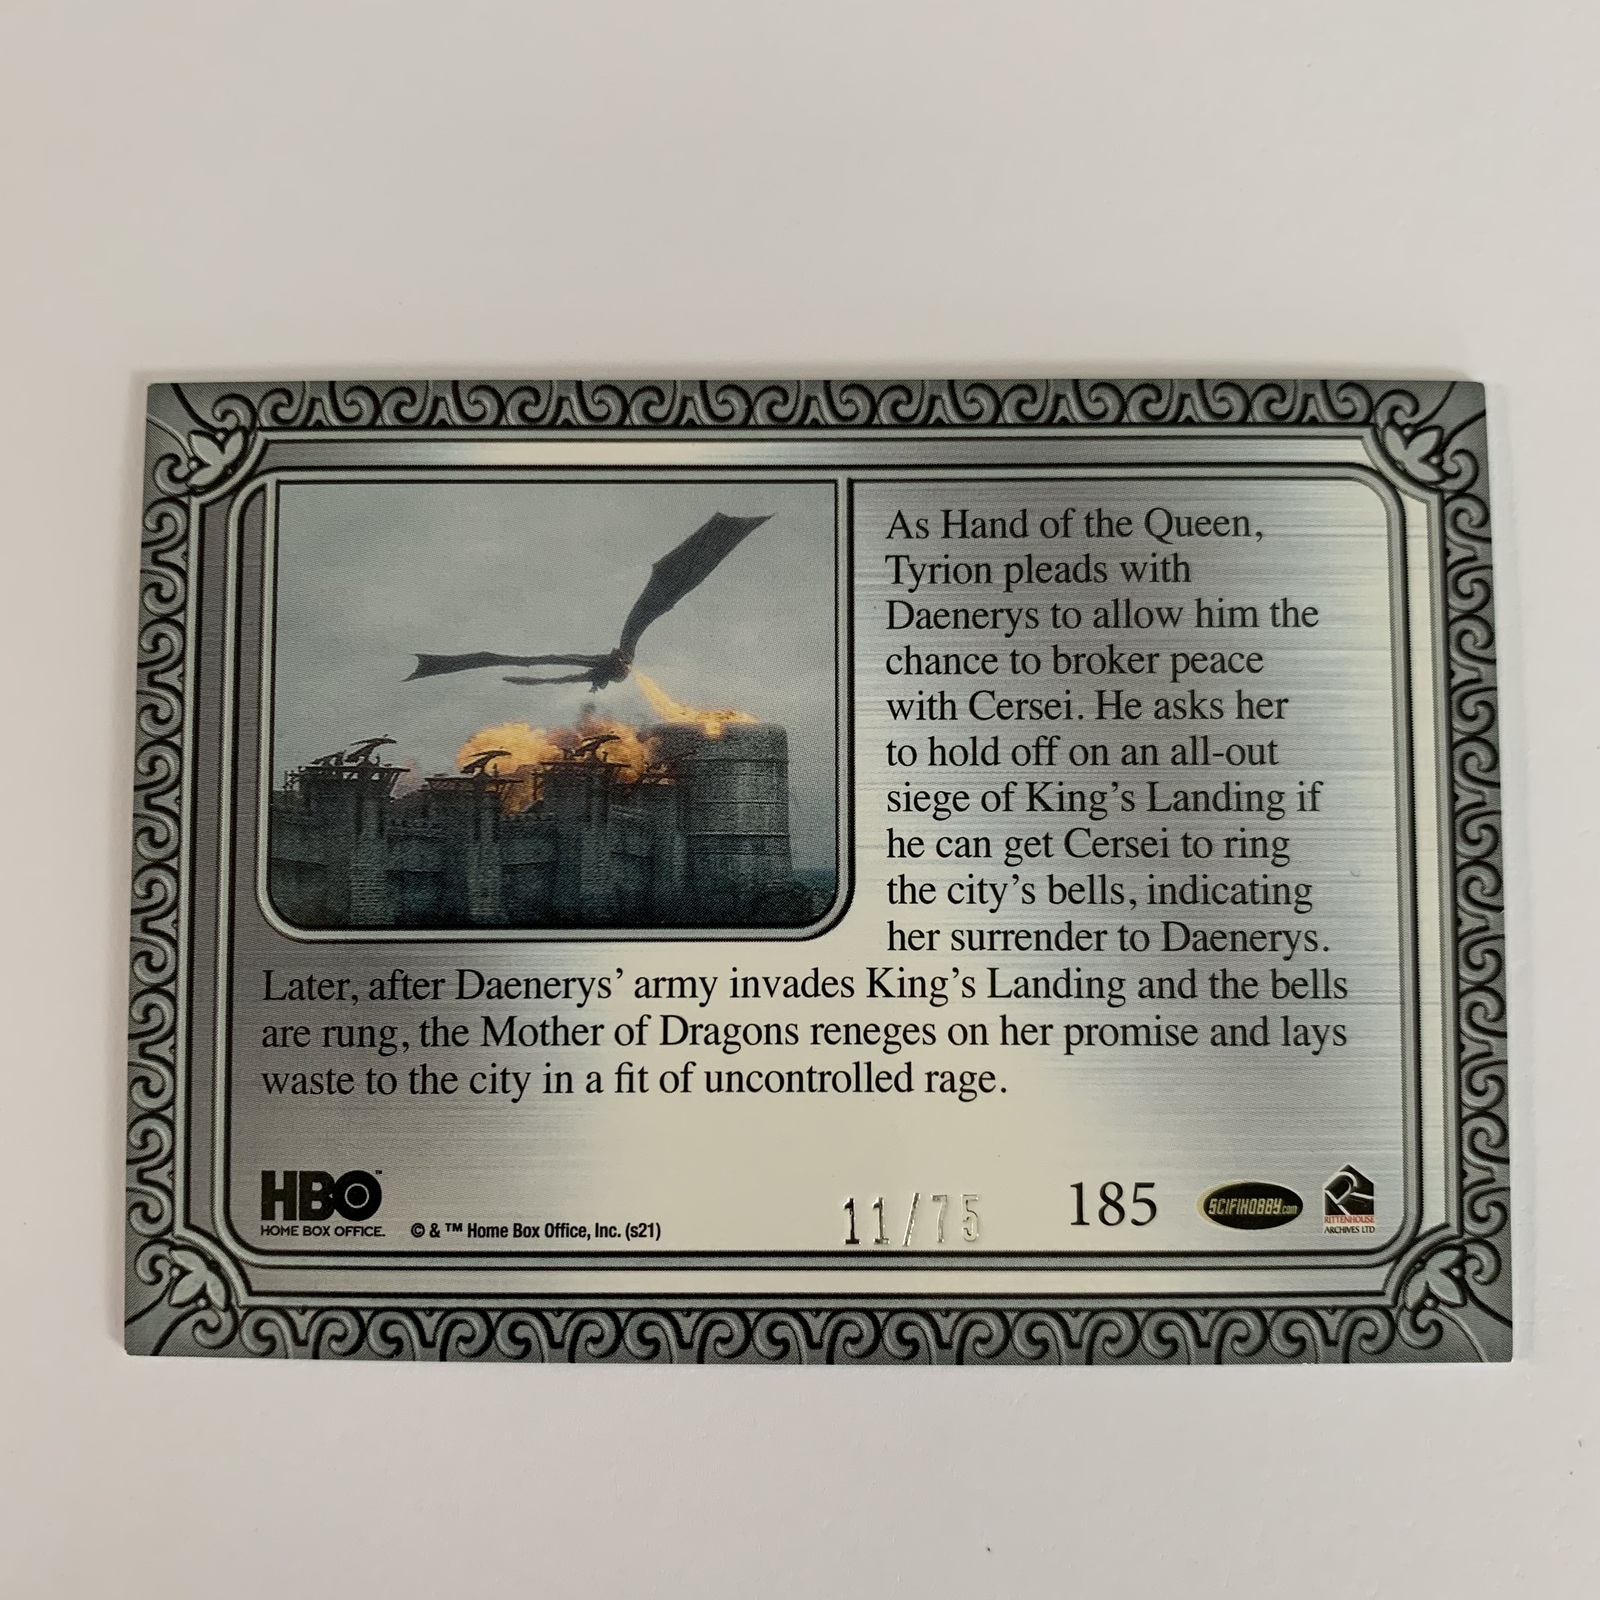 As Hand of the Queen,
Tyrion pleads with
Daenerys to allow him the
chance to broker peace
with Cersei. He asks her
to hold off on an all-out
siege of King's Landing if
he can get Cersei to ring
the city's bells, indicating
her surrender to Daenerys.
Later, after Daenerys' army invades King's Landing and the bells
are rung, the Mother of Dragons reneges on her promise and lays
waste to the city in a fit of uncontrolled rage.
HBO™
HOME BOX OFFICE.
© & ™ Home Box Office, Inc. (s21)
11/75
185
SCIFIHOBBY.com
RITTENHOUSE
ARCHIVES LTD